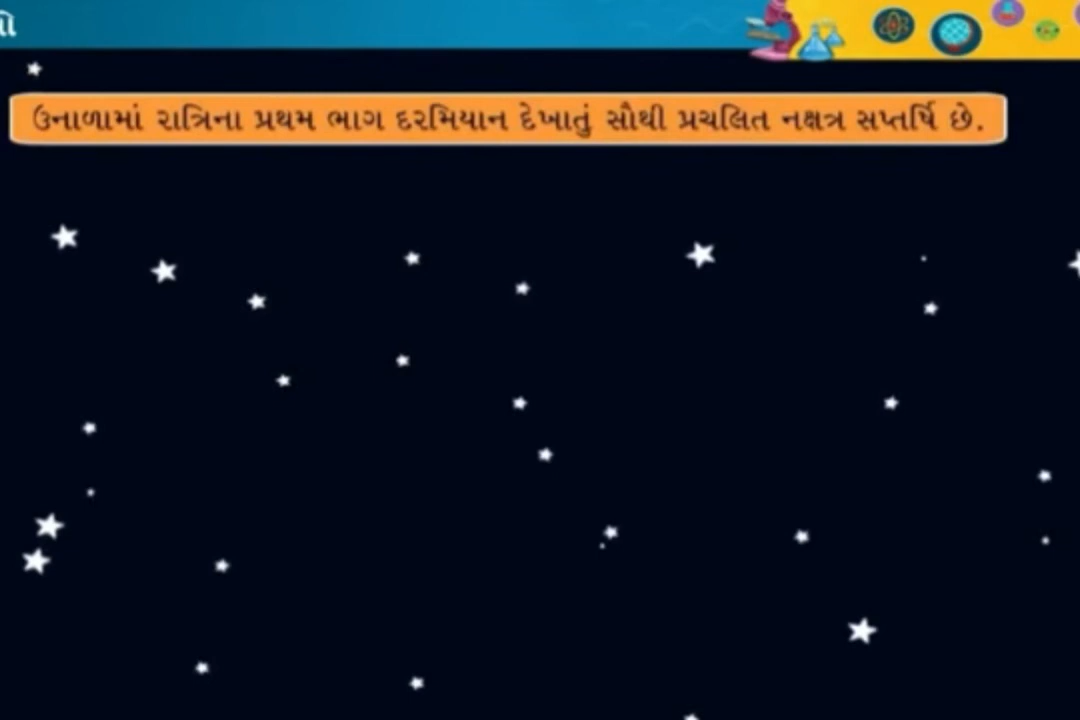 ઉનાળામાં રાત્રિના પ્રથમ ભાગ દરમિયાન દેખાતું સૌથી પ્રચલિત નક્ષત્ર સપ્તર્ષિ છે.